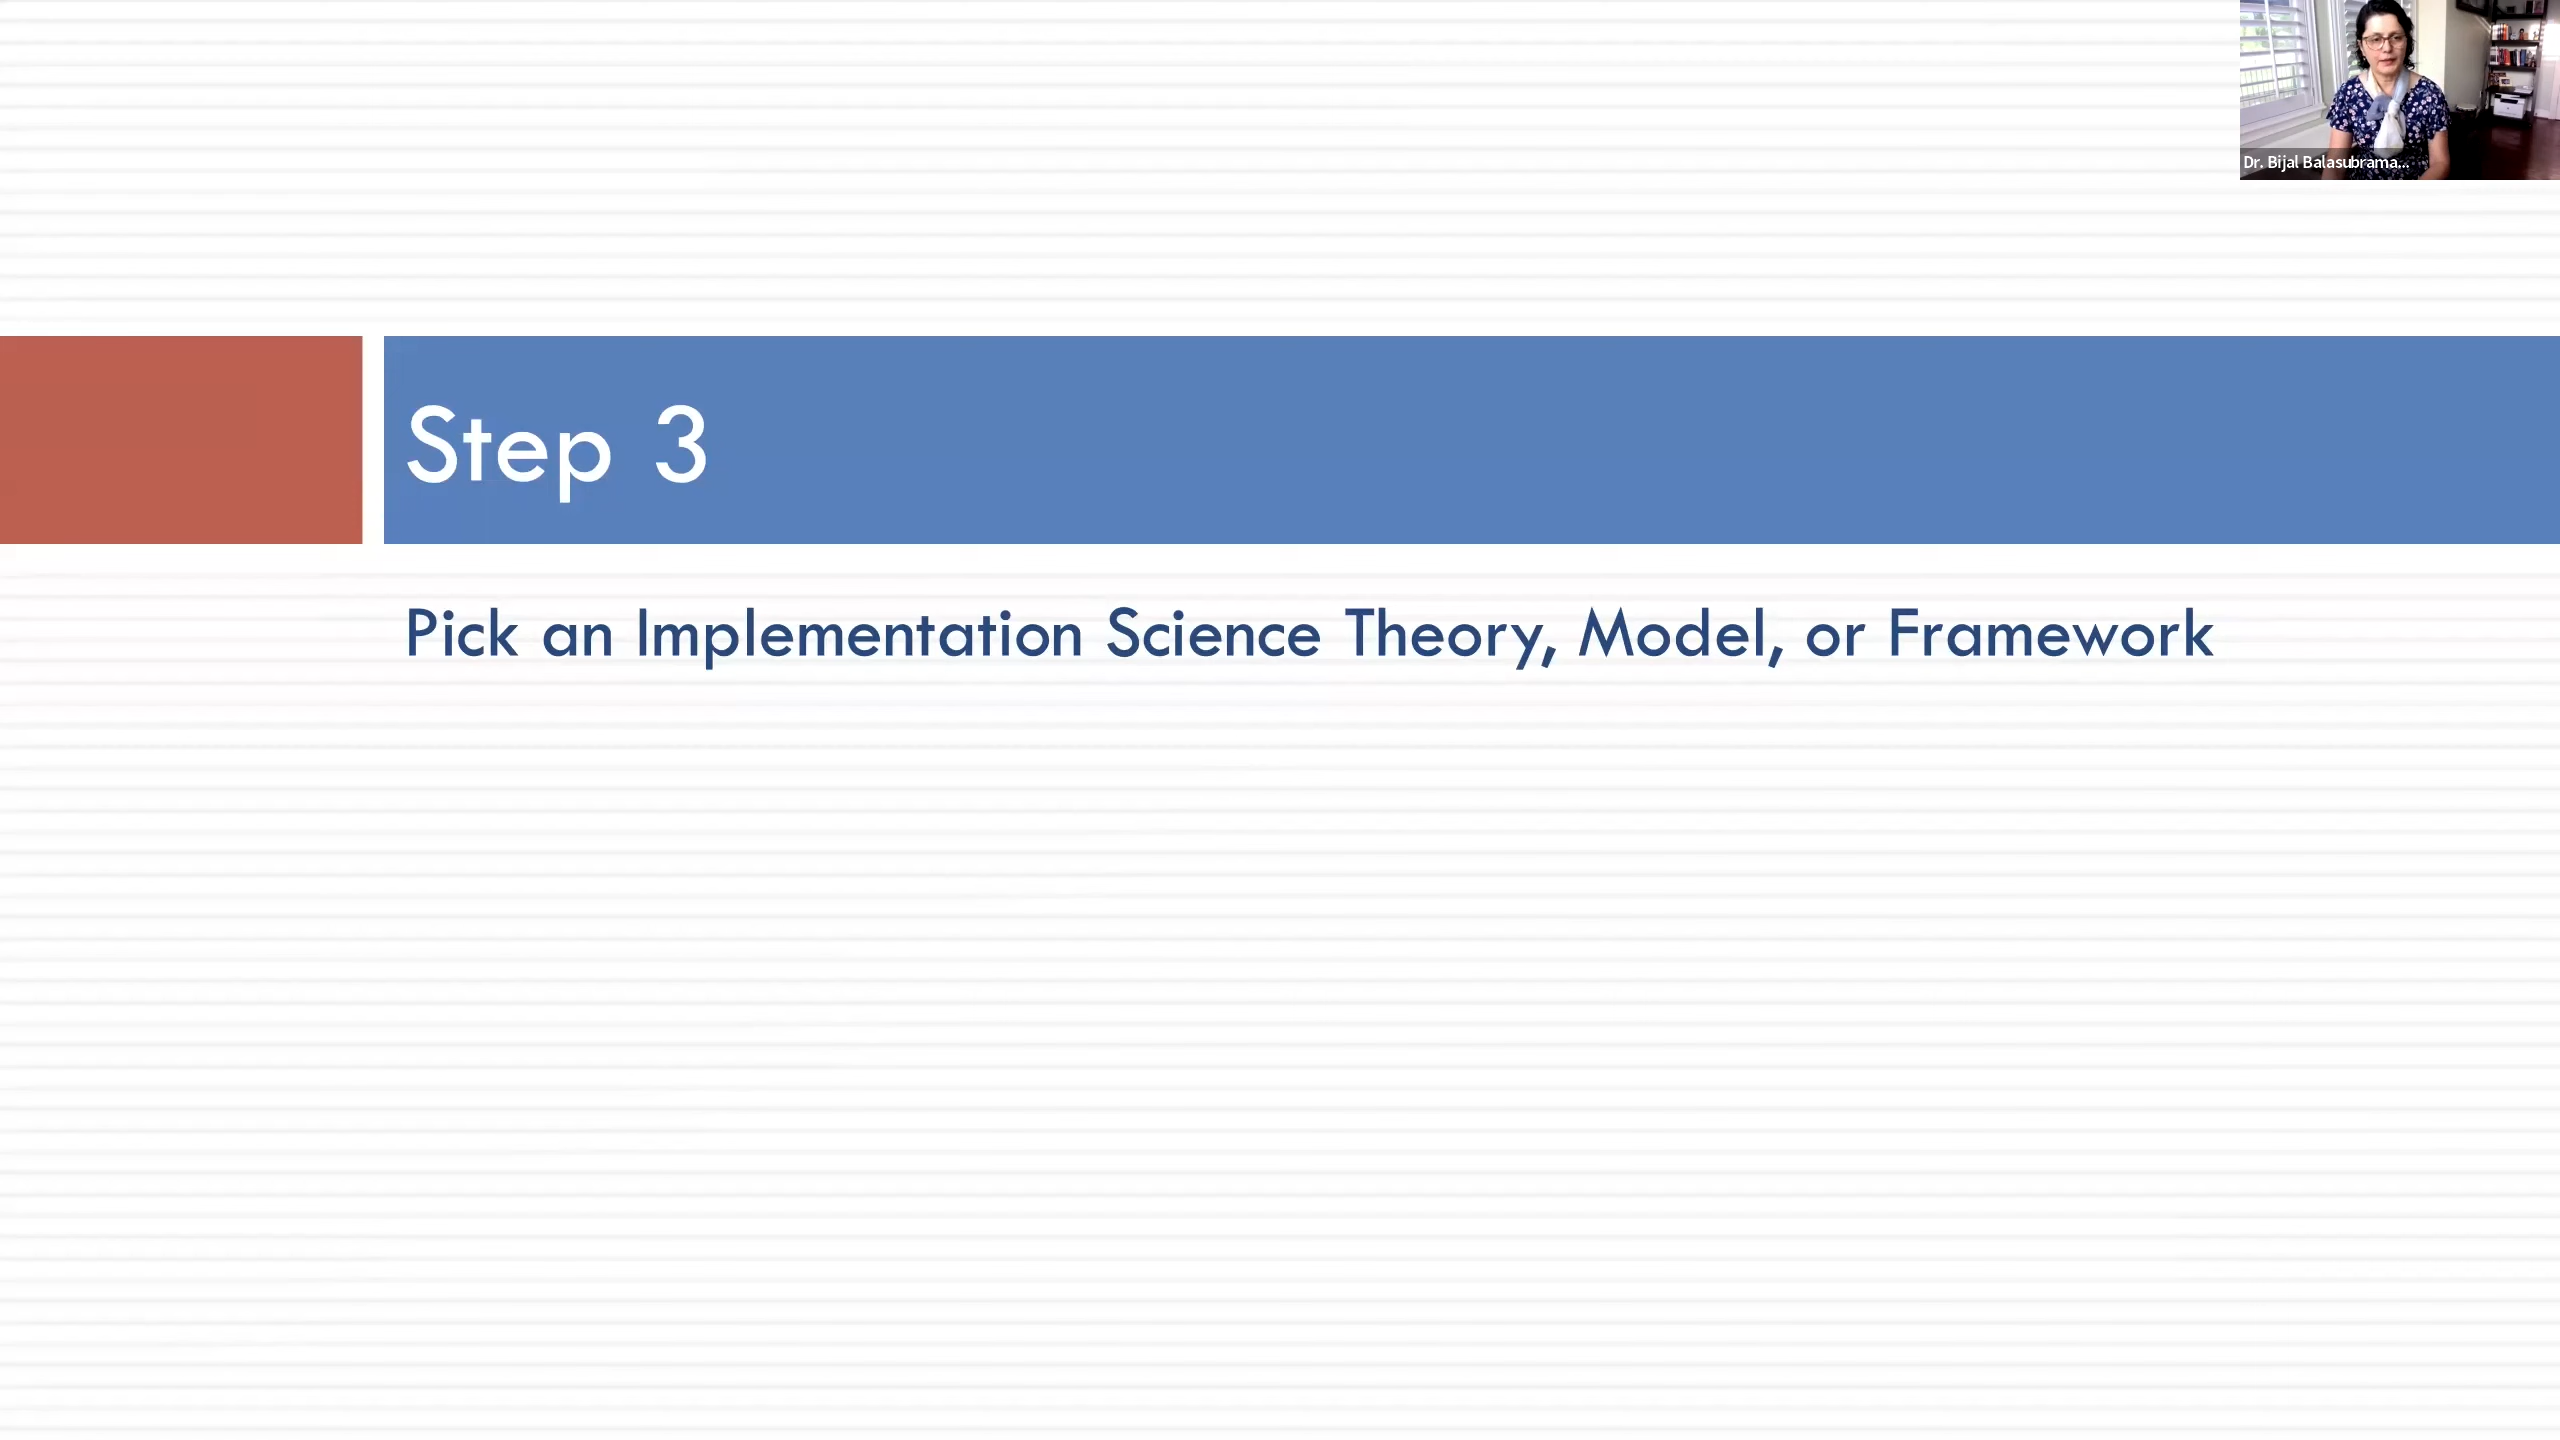 Dr. Bijal Balasubrama...
Step 3
Pick an Implementation Science Theory, Model, or Framework